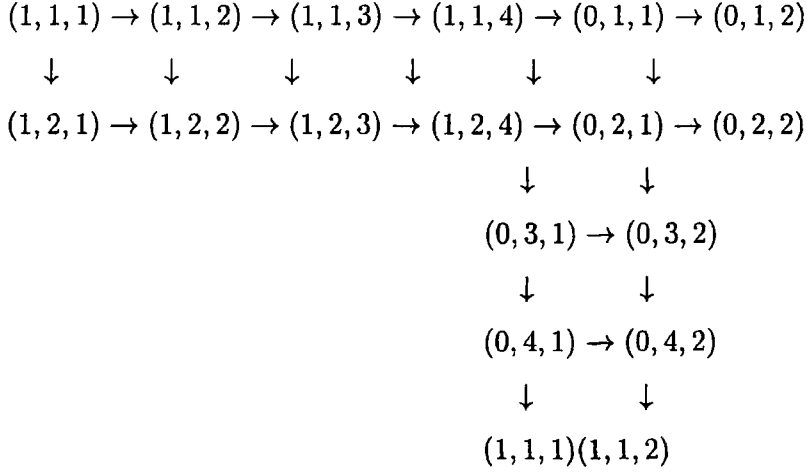 (1, 1, 1) → (1, 1, 2) → (1, 1, 3) → (1, 1, 4) → (0, 1, 1) → (0, 1, 2)
↓ ↓ ↓ ↓ ↓ ↓
(1, 2, 1) → (1, 2, 2) → (1, 2, 3) → (1, 2, 4) → (0, 2, 1) → (0, 2, 2)
↓ ↓
(0, 3, 1) → (0, 3, 2)
↓ ↓
(0, 4, 1) → (0, 4, 2)
↓ ↓
(1, 1, 1)(1, 1, 2)